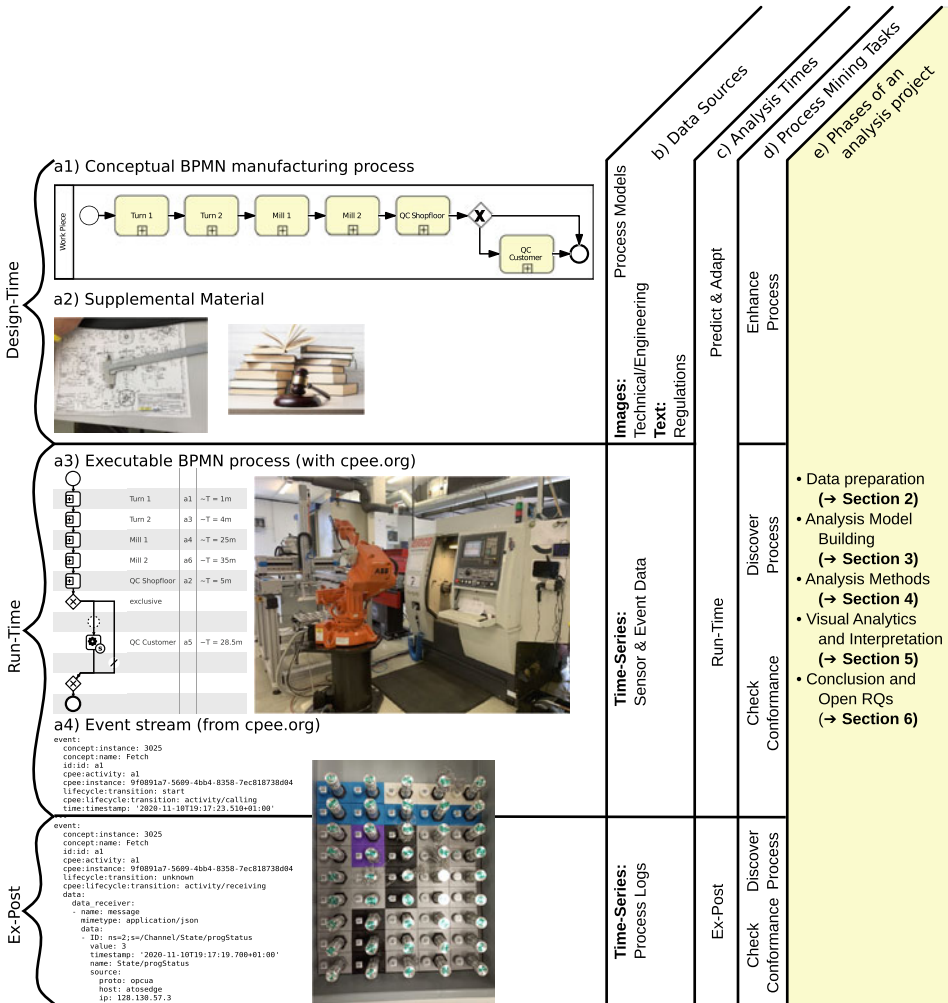 b) Data Sources
c) Analysis Times
d) Process Mining Tasks
e) Phases of an
analysis project
Design-Time
a1) Conceptual BPMN manufacturing process
Work Piece
Turn 1
Turn 2
Mill 1
Mill 2
QC Shopfloor
X
QC
Customer
a2) Supplemental Material
Process Models
Images:
Technical/Engineering
Text:
Regulations
Predict & Adapt
Enhance
Process
Run-Time
a3) Executable BPMN process (with cpee.org)
Turn 1 a1 ~T = 1m
Turn 2 a3 ~T = 4m
Mill 1 a4 ~T = 25m
Mill 2 a6 ~T = 35m
QC Shopfloor a2 ~T = 5m
exclusive
QC Customer a5 ~T = 28.5m
S
ABB
a4) Event stream (from cpee.org)
event:
concept:instance: 3025
concept:name: Fetch
id:id: a1
cpee:activity: a1
cpee:instance: 9f0891a7-5609-4bb4-8358-7ec818738d04
lifecycle:transition: start
cpee:lifecycle:transition: activity/calling
time:timestamp: '2020-11-10T19:17:23.510+01:00'
Time-Series:
Sensor & Event Data
Run-Time
Discover
Process
Check
Conformance
• Data preparation
(➔ Section 2)
• Analysis Model
Building
(➔ Section 3)
• Analysis Methods
(➔ Section 4)
• Visual Analytics
and Interpretation
(➔ Section 5)
• Conclusion and
Open RQs
(➔ Section 6)
Ex-Post
event:
concept:instance: 3025
concept:name: Fetch
id:id: a1
cpee:activity: a1
cpee:instance: 9f0891a7-5609-4bb4-8358-7ec818738d04
lifecycle:transition: unknown
cpee:lifecycle:transition: activity/receiving
data:
data_receiver:
- name: message
mimetype: application/json
data:
- ID: ns=2;s=/Channel/State/progStatus
value: 3
timestamp: '2020-11-10T19:17:19.700+01:00'
name: State/progStatus
source:
proto: opcua
host: atosedge
ip: 128.130.57.3
Time-Series:
Process Logs
Ex-Post
Discover
Process
Check
Conformance